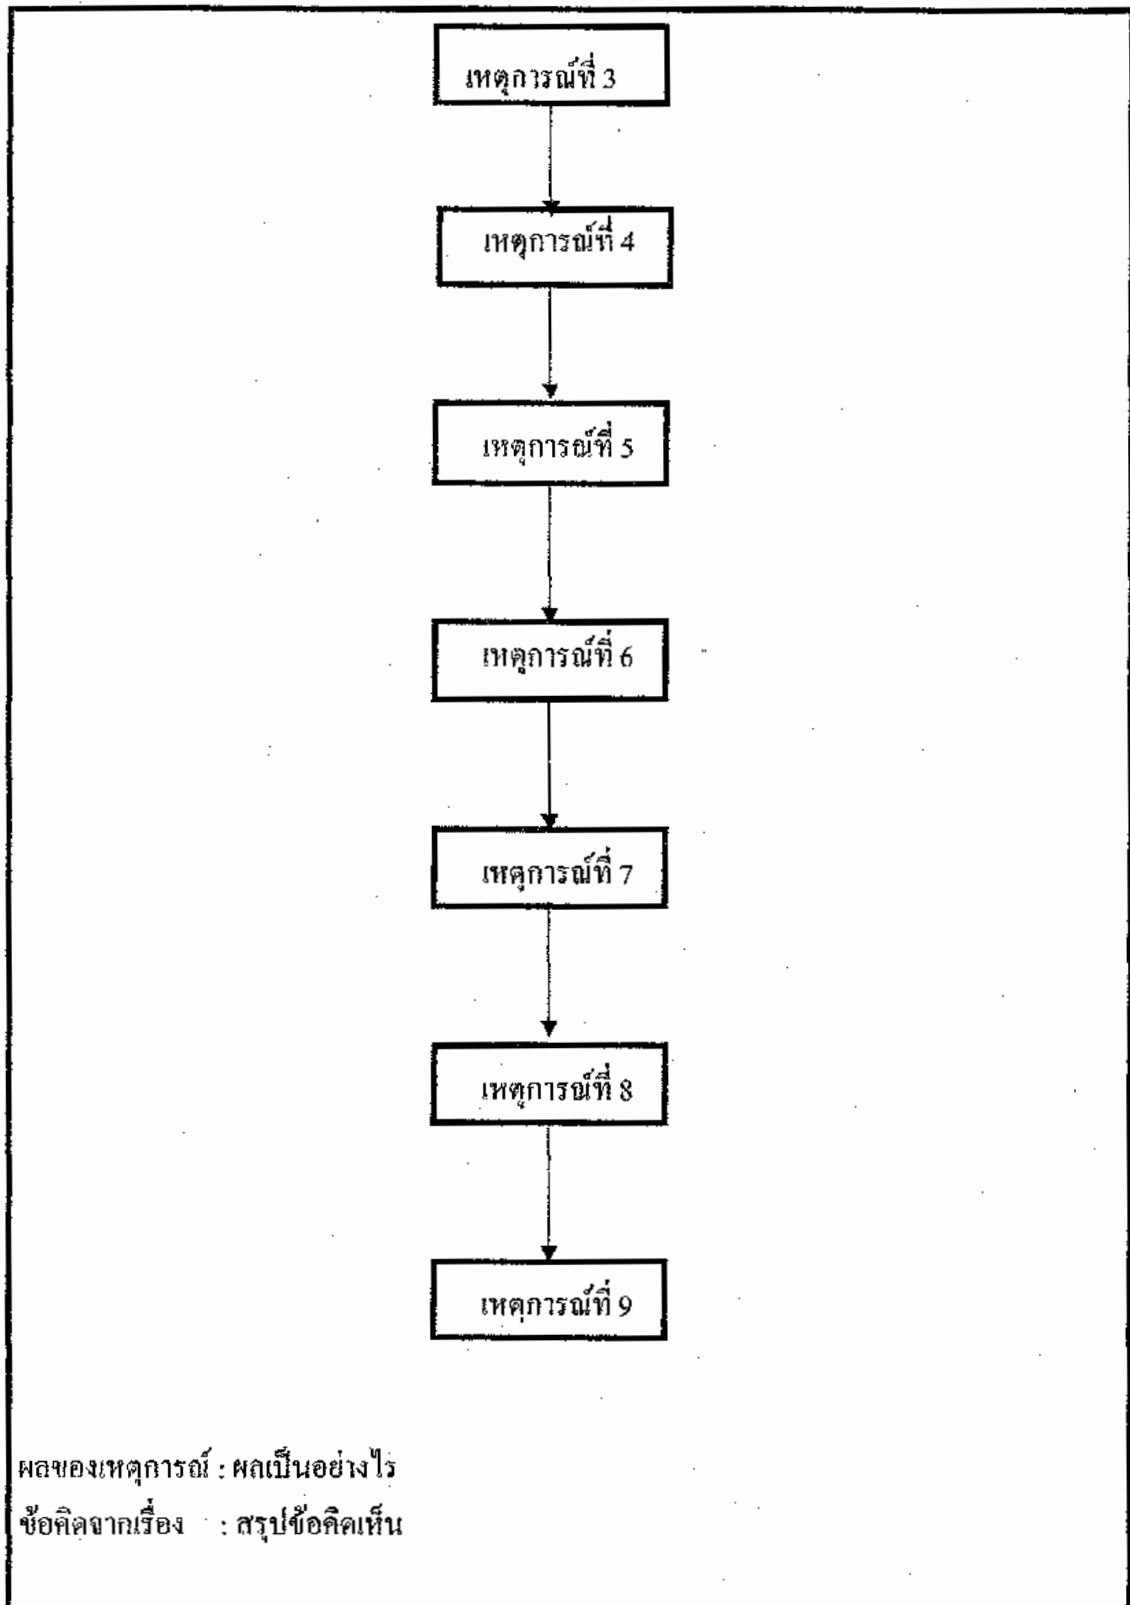 เหตุการณ์ที่ 3
เหตุการณ์ที่ 4
เหตุการณ์ที่ 5
เหตุการณ์ที่ 6
เหตุการณ์ที่ 7
เหตุการณ์ที่ 8
เหตุการณ์ที่ 9
ผลของเหตุการณ์ : ผลเป็นอย่างไร
ข้อคิดจากเรื่อง : สรุปข้อคิดเห็น